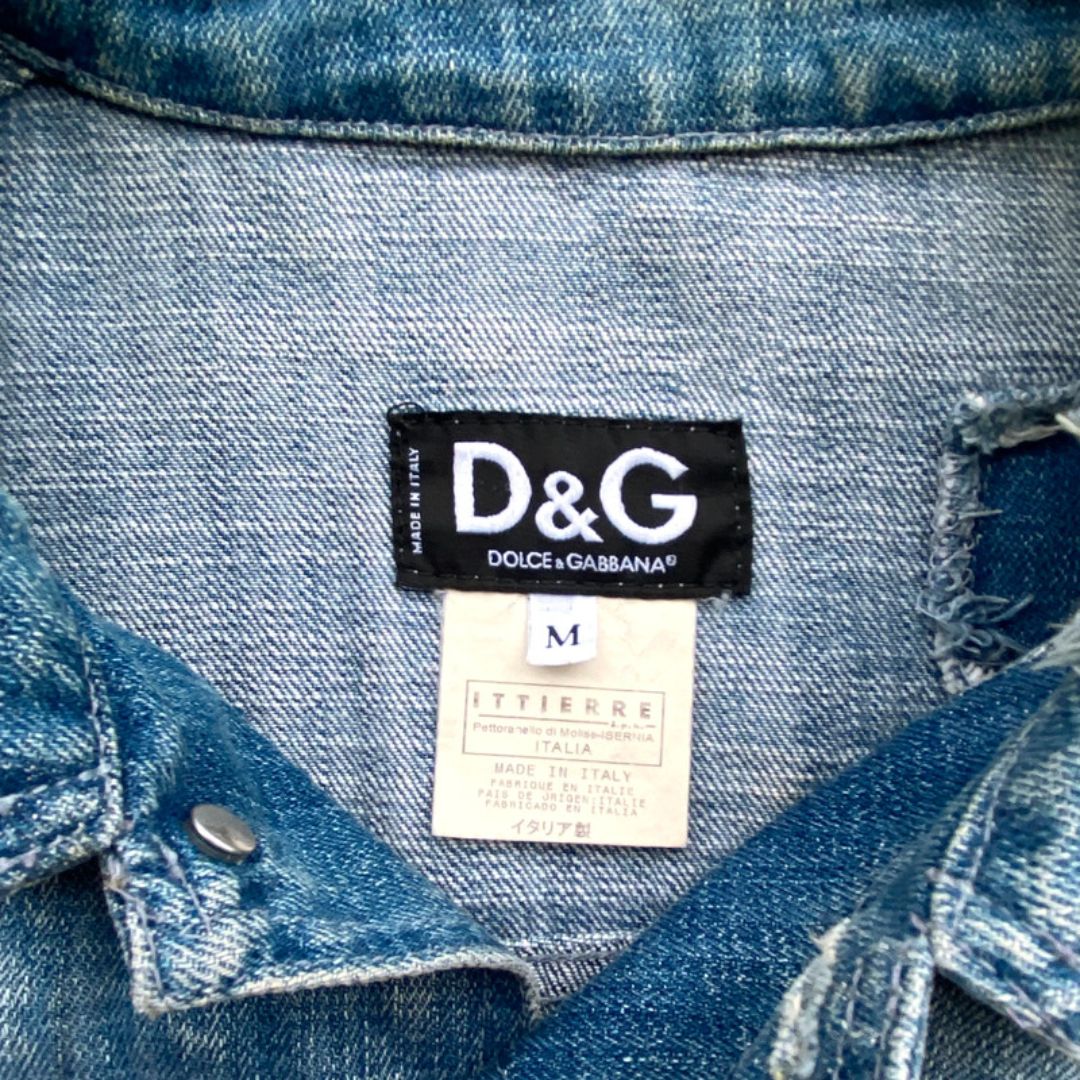 MADE IN ITALY
D&G
DOLCE & GABBANA
M
ITTIERRE
Pettoranello di Molise-ISERNIA
ITALIA
MADE IN ITALY
FABRIQUE EN ITALIE
PAIS DE ORIGEN:ITALIE
FABRICADO EN ITALIA
イタリア製